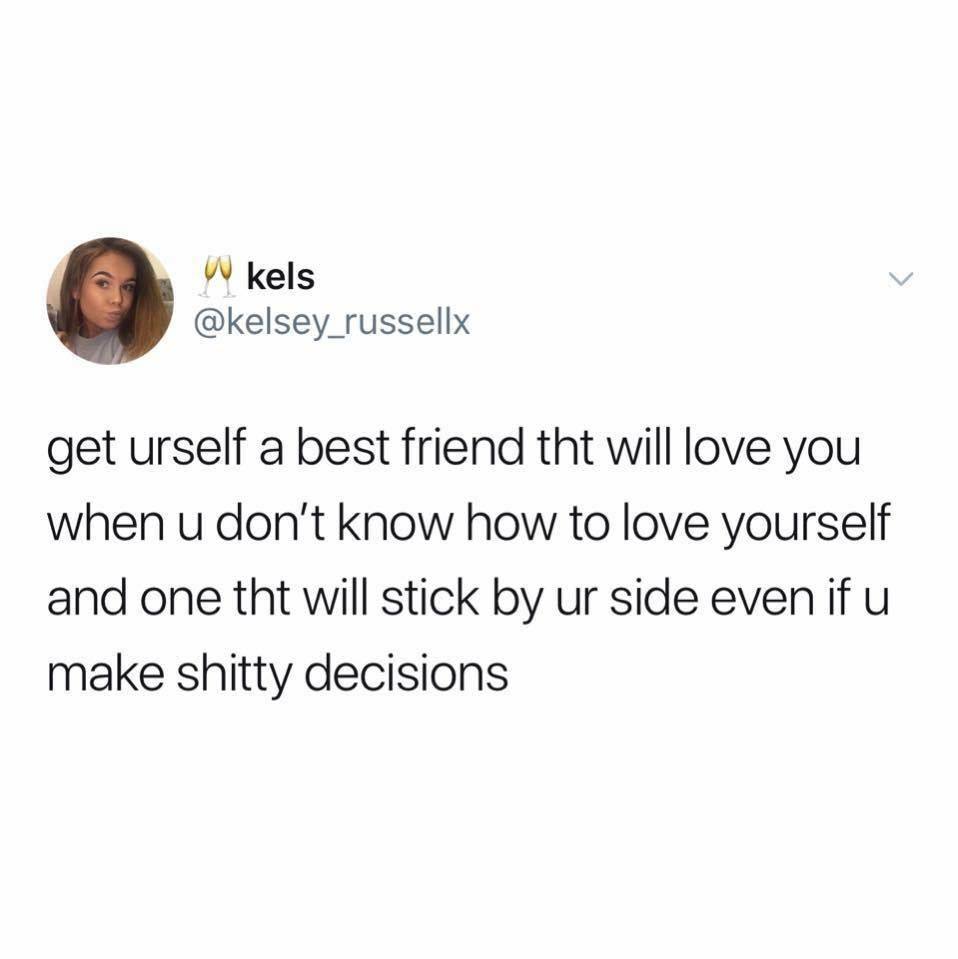 🥂 kels
@kelsey_russellx
get urself a best friend tht will love you
when u don't know how to love yourself
and one tht will stick by ur side even if u
make shitty decisions